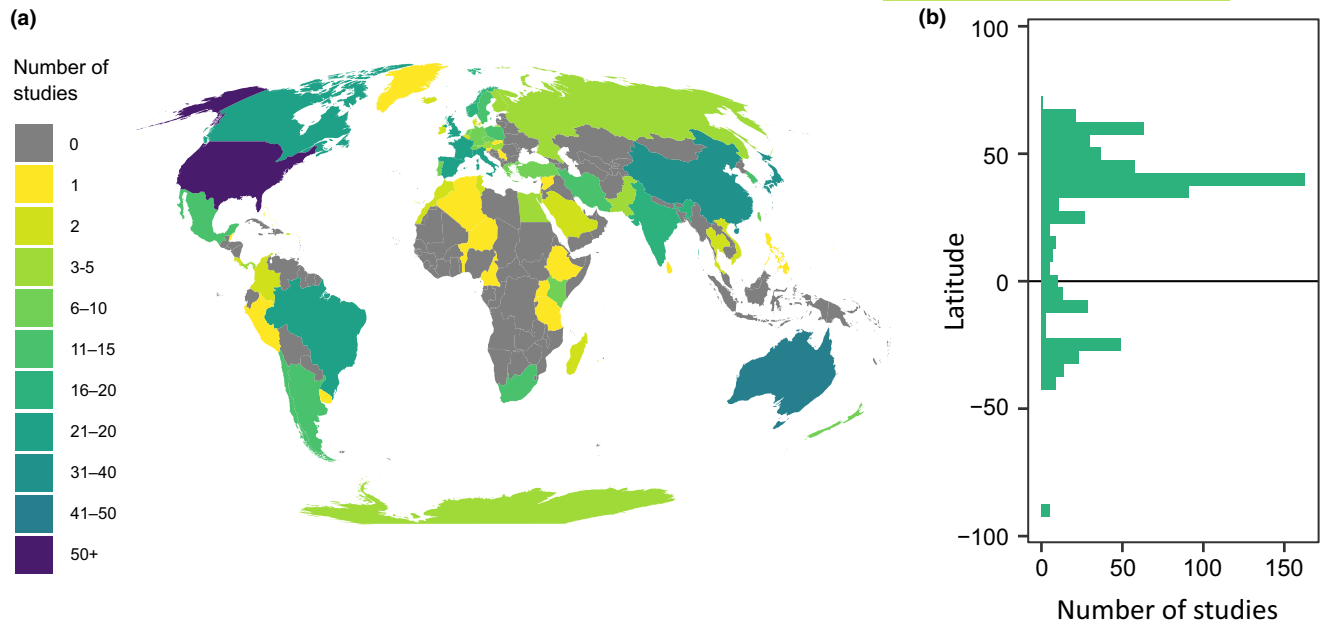 (a)
Number of
studies
0
1
2
3-5
6–10
11–15
16–20
21–20
31–40
41–50
50+
(b)
100
50
0
−50
−100
Latitude
0 50 100 150
Number of studies